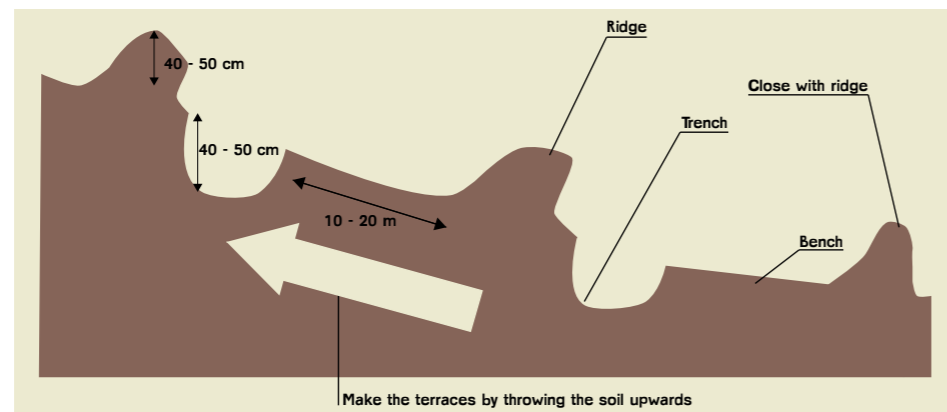 Ridge
40 - 50 cm
Close with ridge
Trench
40 - 50 cm
10 - 20 m
Bench
Make the terraces by throwing the soil upwards